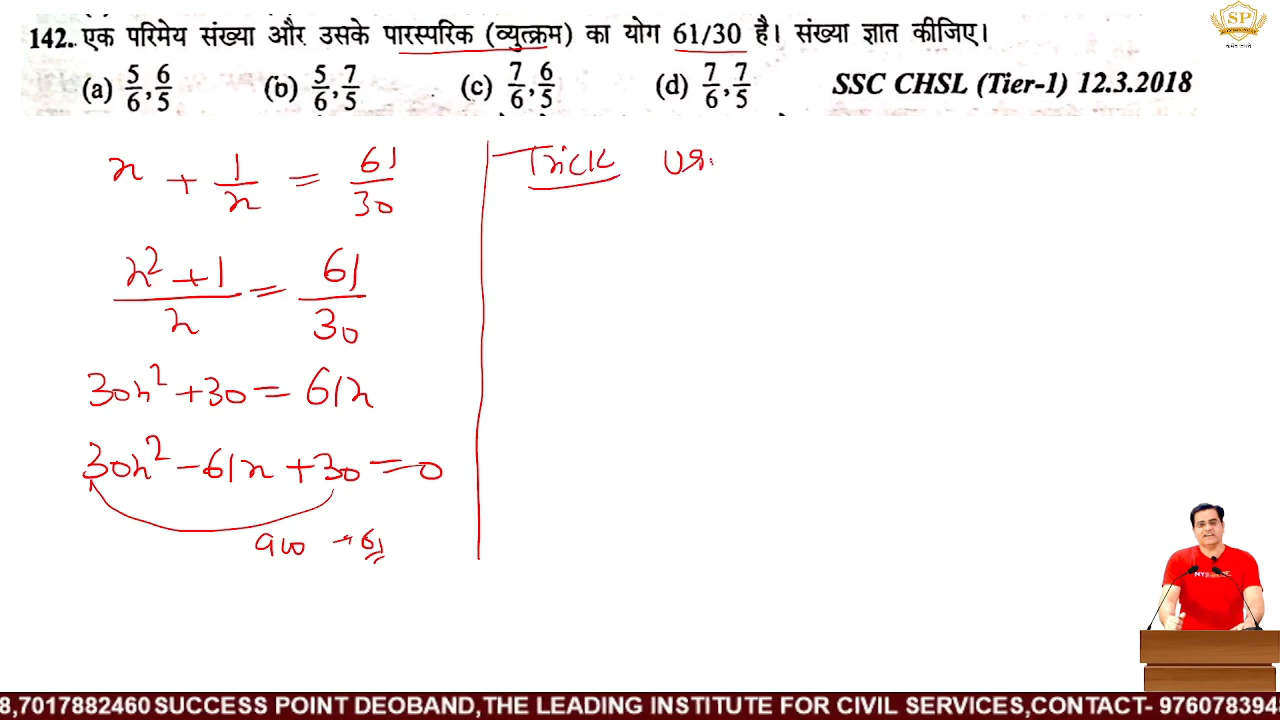 142. एक परिमेय संख्या और उसके पारस्परिक (व्युत्क्रम) का योग 61/30 है। संख्या ज्ञात कीजिए।
(a) 5/6, 6/5 (b) 5/6, 7/5 (c) 7/6, 6/5 (d) 7/6, 7/5 SSC CHSL (Tier-1) 12.3.2018
SP
x + 1/x = 61/30
Trick
x² + 1 / x = 61/30
30x² + 30 = 61x
30x² - 61x + 30 = 0
900 → 61
8,7017882460 SUCCESS POINT DEOBAND,THE LEADING INSTITUTE FOR CIVIL SERVICES,CONTACT- 976078394